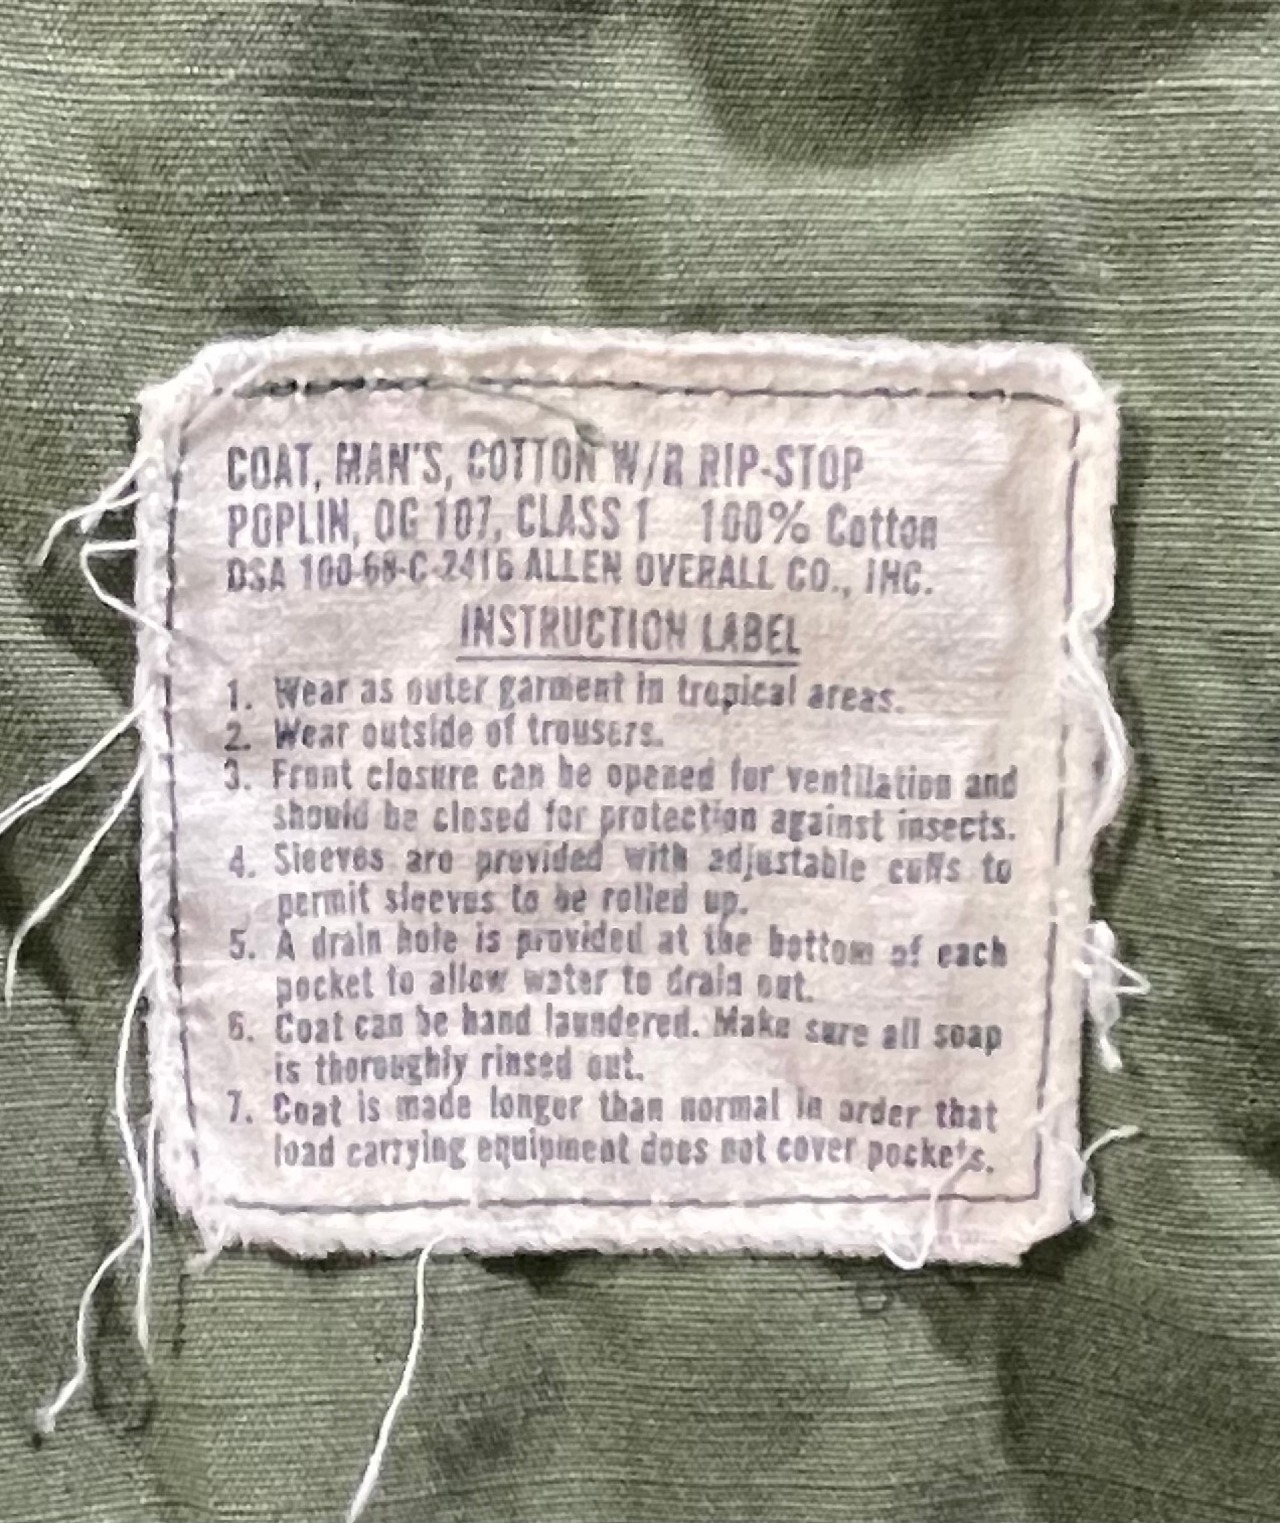 COAT, MAN'S, COTTON W/R RIP-STOP
POPLIN, OG 107, CLASS 1 100% Cotton
DSA 100-68-C-2416 ALLEN OVERALL CO., INC.
INSTRUCTION LABEL
1. Wear as outer garment in tropical areas.
2. Wear outside of trousers.
3. Front closure can be opened for ventilation and
should be closed for protection against insects.
4. Sleeves are provided with adjustable cuffs to
permit sleeves to be rolled up.
5. A drain hole is provided at the bottom of each
pocket to allow water to drain out.
6. Coat can be hand laundered. Make sure all soap
is thoroughly rinsed out.
7. Coat is made longer than normal in order that
load carrying equipment does not cover pockets.